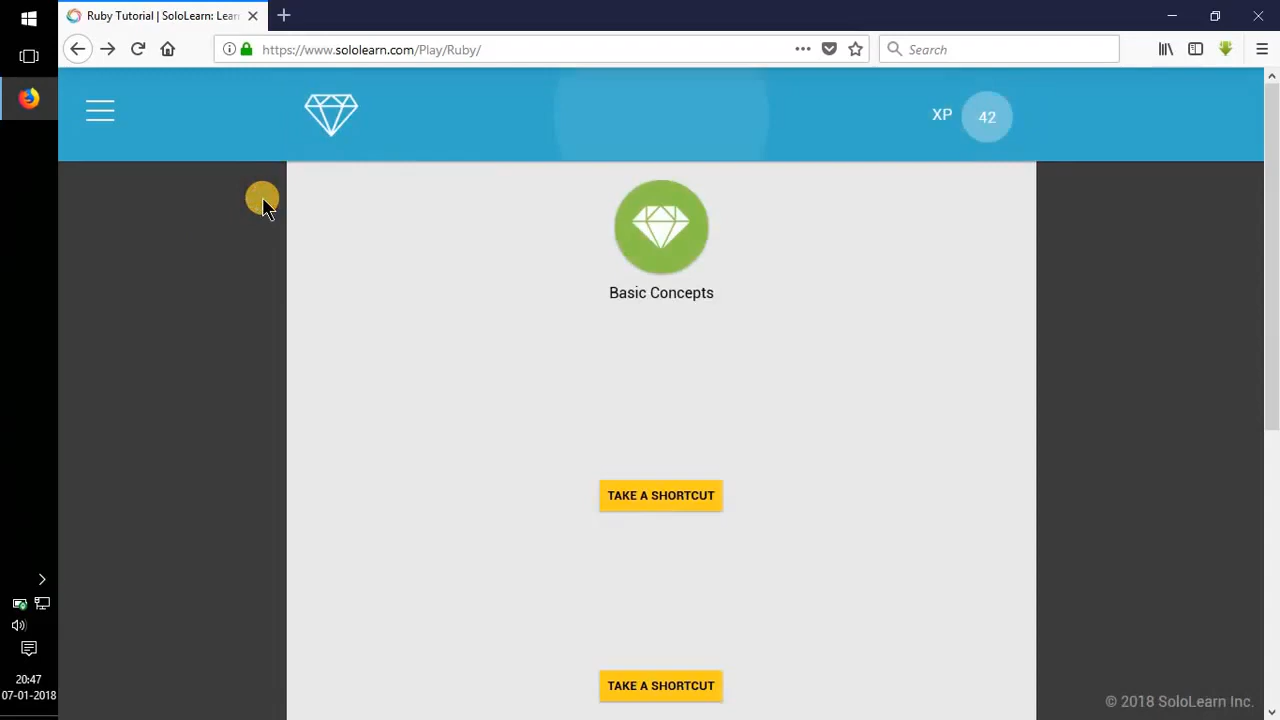 Ruby Tutorial | SoloLearn: Lear
https://www.sololearn.com/Play/Ruby/
Search
XP 42
Basic Concepts
TAKE A SHORTCUT
TAKE A SHORTCUT
20:47
07-01-2018
© 2018 SoloLearn Inc.